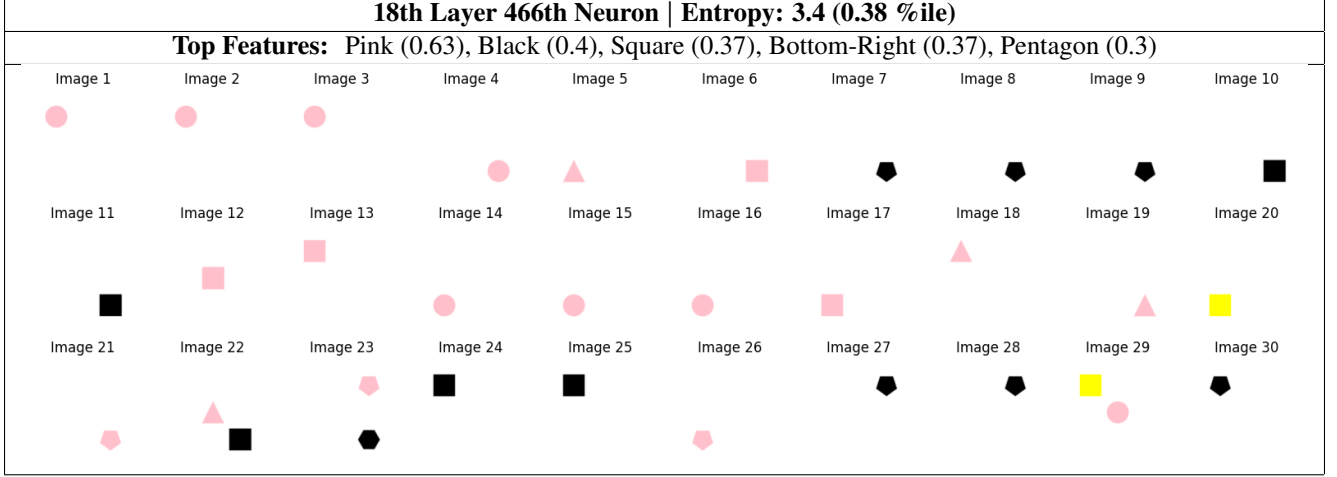 18th Layer 466th Neuron | Entropy: 3.4 (0.38 %ile)
Top Features: Pink (0.63), Black (0.4), Square (0.37), Bottom-Right (0.37), Pentagon (0.3)
Image 1 Image 2 Image 3 Image 4 Image 5 Image 6 Image 7 Image 8 Image 9 Image 10
Image 11 Image 12 Image 13 Image 14 Image 15 Image 16 Image 17 Image 18 Image 19 Image 20
Image 21 Image 22 Image 23 Image 24 Image 25 Image 26 Image 27 Image 28 Image 29 Image 30